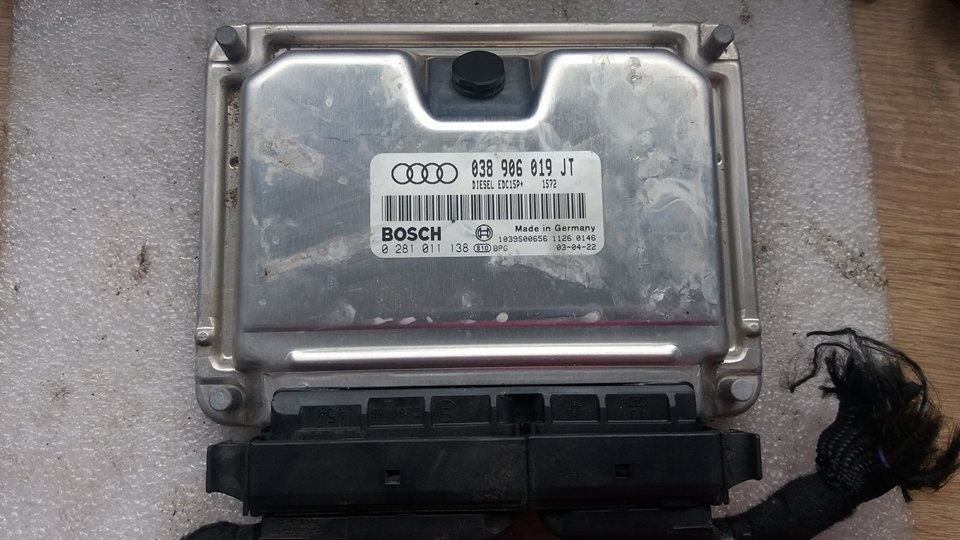 038 906 019 JT
DIESEL EDC15P+ 1572
BOSCH
Made in Germany
1039S00656 1126 0146
0 281 011 138 810 BPG 03-04-22